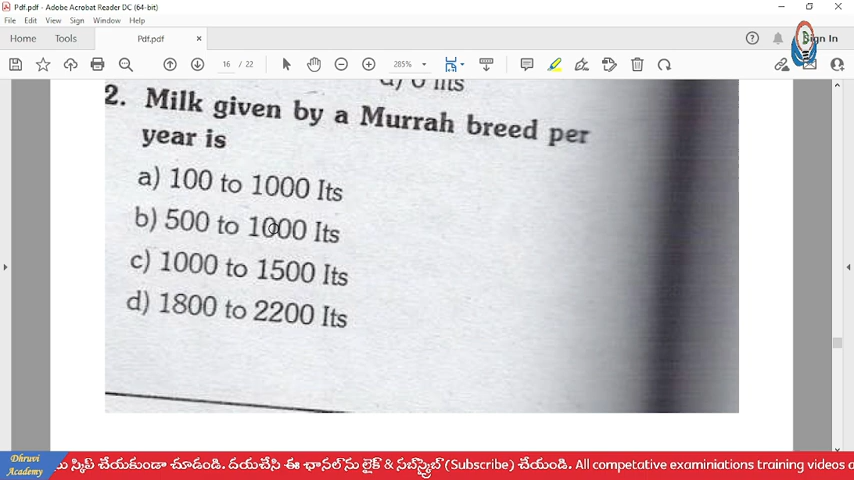 Pdf.pdf - Adobe Acrobat Reader DC (64-bit)
File Edit View Sign Window Help
Home Tools Pdf.pdf × Sign In
16 / 22 285%
2. Milk given by a Murrah breed per
year is
a) 100 to 1000 lts
b) 500 to 1000 lts
c) 1000 to 1500 lts
d) 1800 to 2200 lts
Dhruvi
Academy
స్కిప్ చేయకుండా చూడండి. దయచేసి ఈ ఛానల్‌ను లైక్ & సబ్‌స్క్రైబ్ (Subscribe) చేయండి. All competative examiniations training videos a